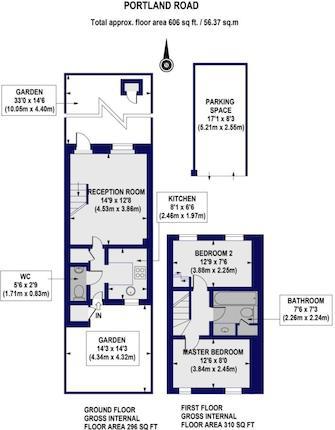 PORTLAND ROAD
Total approx. floor area 606 sq ft. / 56.37 sq.m
GARDEN
33'0 x 14'6
(10.05m x 4.40m)
PARKING
SPACE
17'1 x 8'3
(5.21m x 2.55m)
N
RECEPTION ROOM
14'9 x 12'8
(4.53m x 3.86m)
KITCHEN
8'1 x 6'6
(2.46m x 1.97m)
WC
5'6 x 2'9
(1.71m x 0.83m)
IN
GARDEN
14'3 x 14'3
(4.34m x 4.32m)
BEDROOM 2
12'9 x 7'6
(3.88m x 2.25m)
BATHROOM
7'6 x 7'3
(2.26m x 2.24m)
MASTER BEDROOM
12'6 x 8'0
(3.84m x 2.45m)
GROUND FLOOR
GROSS INTERNAL
FLOOR AREA 296 SQ FT
FIRST FLOOR
GROSS INTERNAL
FLOOR AREA 310 SQ FT